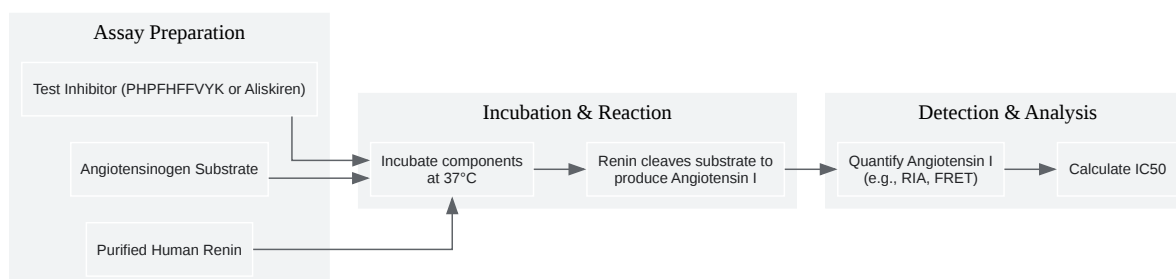 Assay Preparation
Test Inhibitor (PHPFHFFVYK or Aliskiren)
Angiotensinogen Substrate
Purified Human Renin
Incubation & Reaction
Incubate components
at 37°C
Renin cleaves substrate to
produce Angiotensin I
Detection & Analysis
Quantify Angiotensin I
(e.g., RIA, FRET)
Calculate IC50